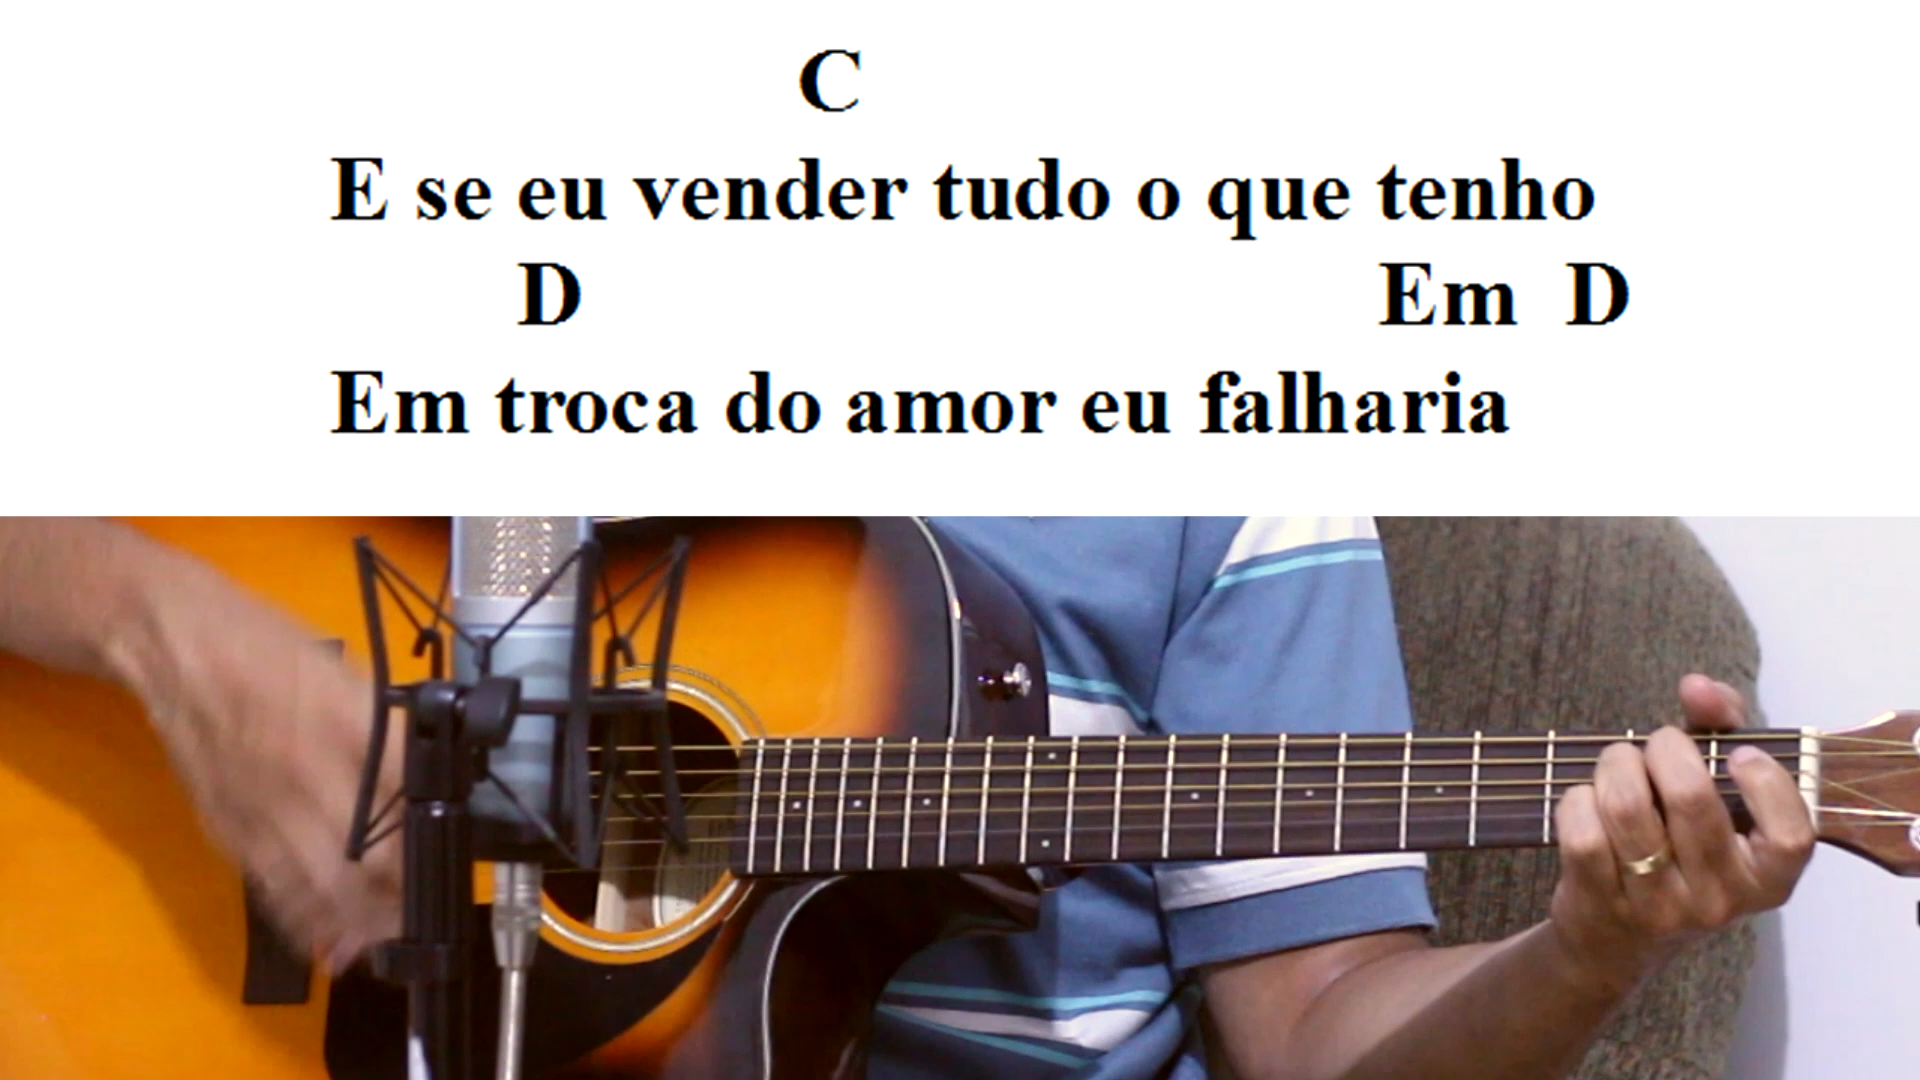 C
E se eu vender tudo o que tenho
D Em D
Em troca do amor eu falharia